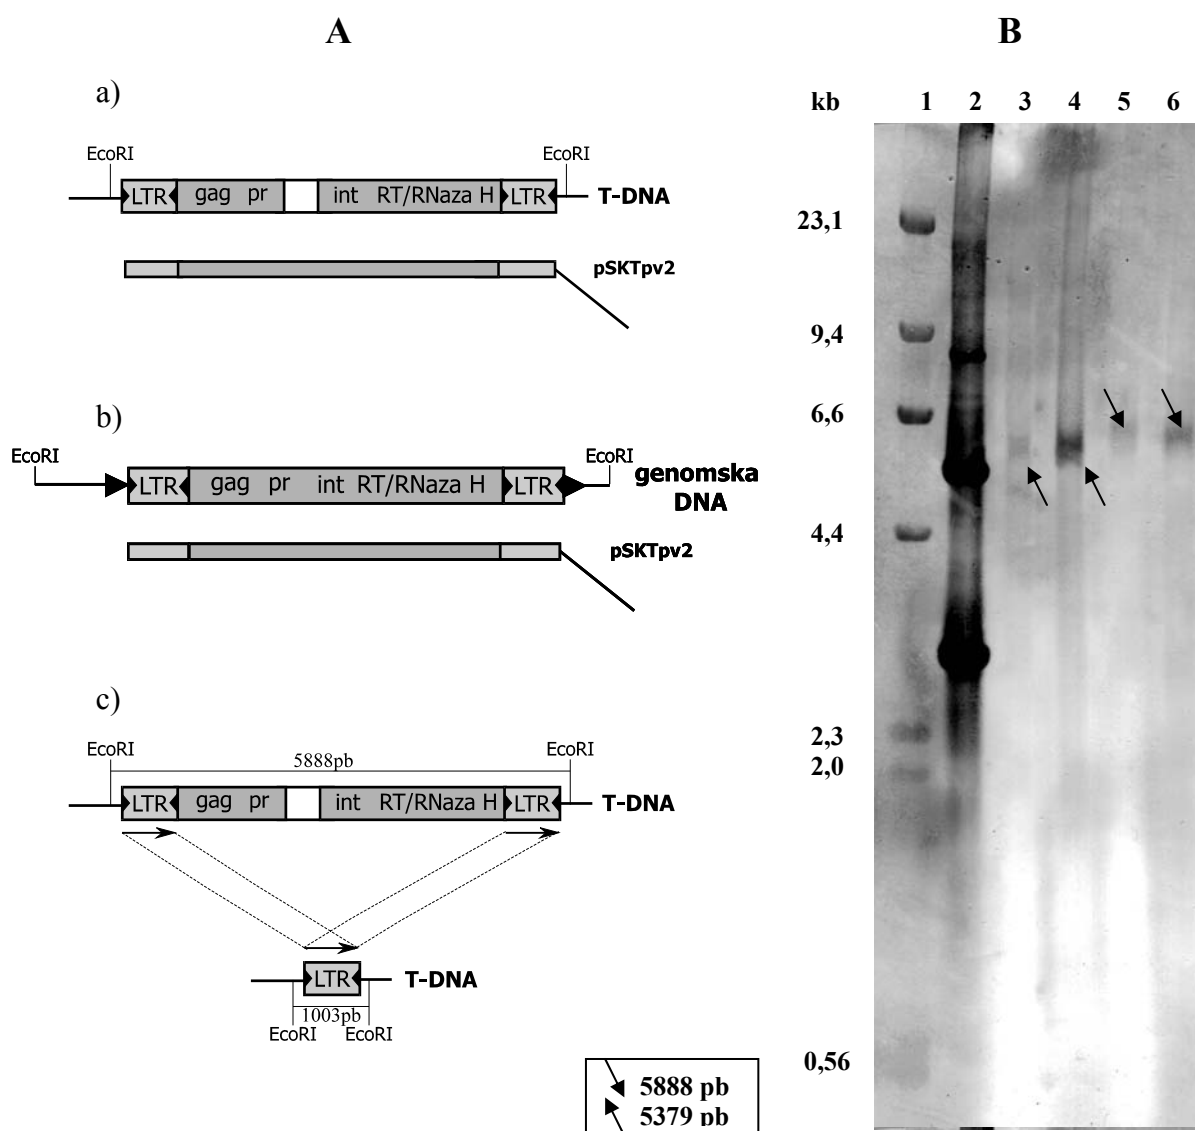 A
a)
EcoRI EcoRI
LTR gag pr int RT/RNaza H LTR T-DNA
pSKTpv2
b)
EcoRI EcoRI
LTR gag pr int RT/RNaza H LTR genomska
DNA
pSKTpv2
c)
EcoRI EcoRI
5888pb
LTR gag pr int RT/RNaza H LTR T-DNA
LTR T-DNA
1003pb
EcoRI EcoRI
5888 pb
5379 pb
B
kb 1 2 3 4 5 6
23,1
9,4
6,6
4,4
2,3
2,0
0,56